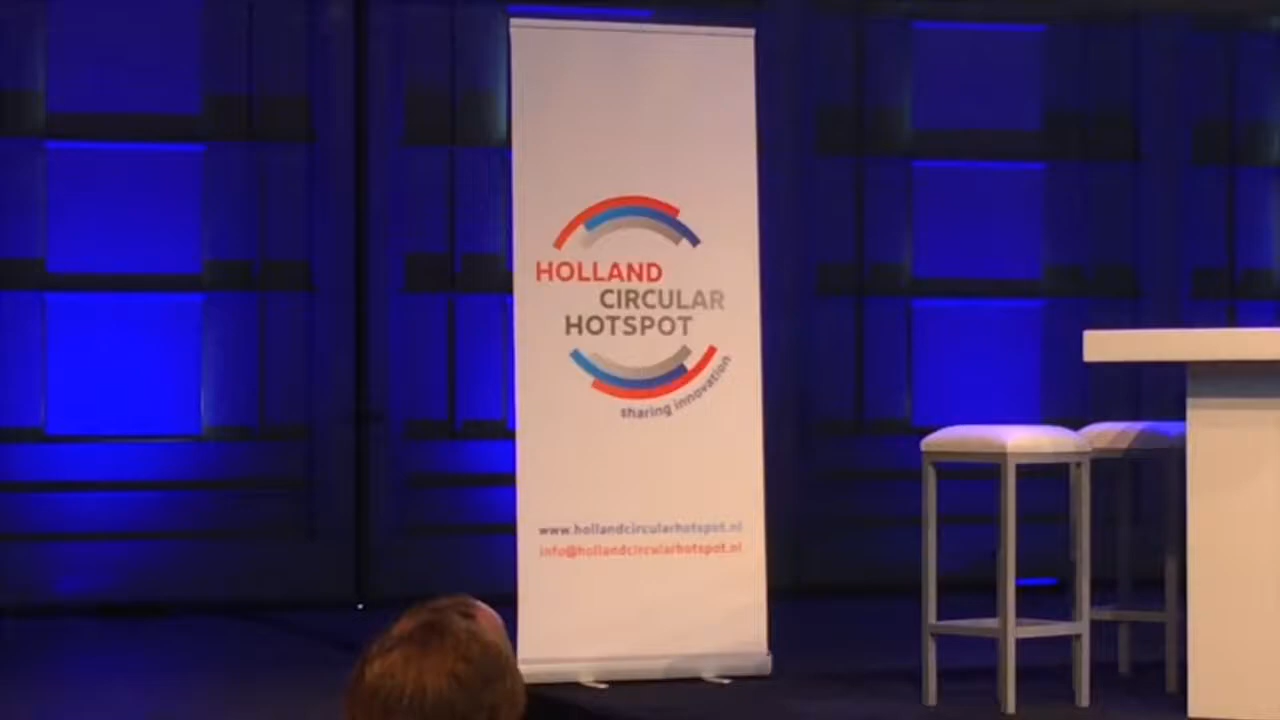 HOLLAND
CIRCULAR
HOTSPOT
sharing innovation
www.hollandcircularhotspot.nl
info@hollandcircularhotspot.nl